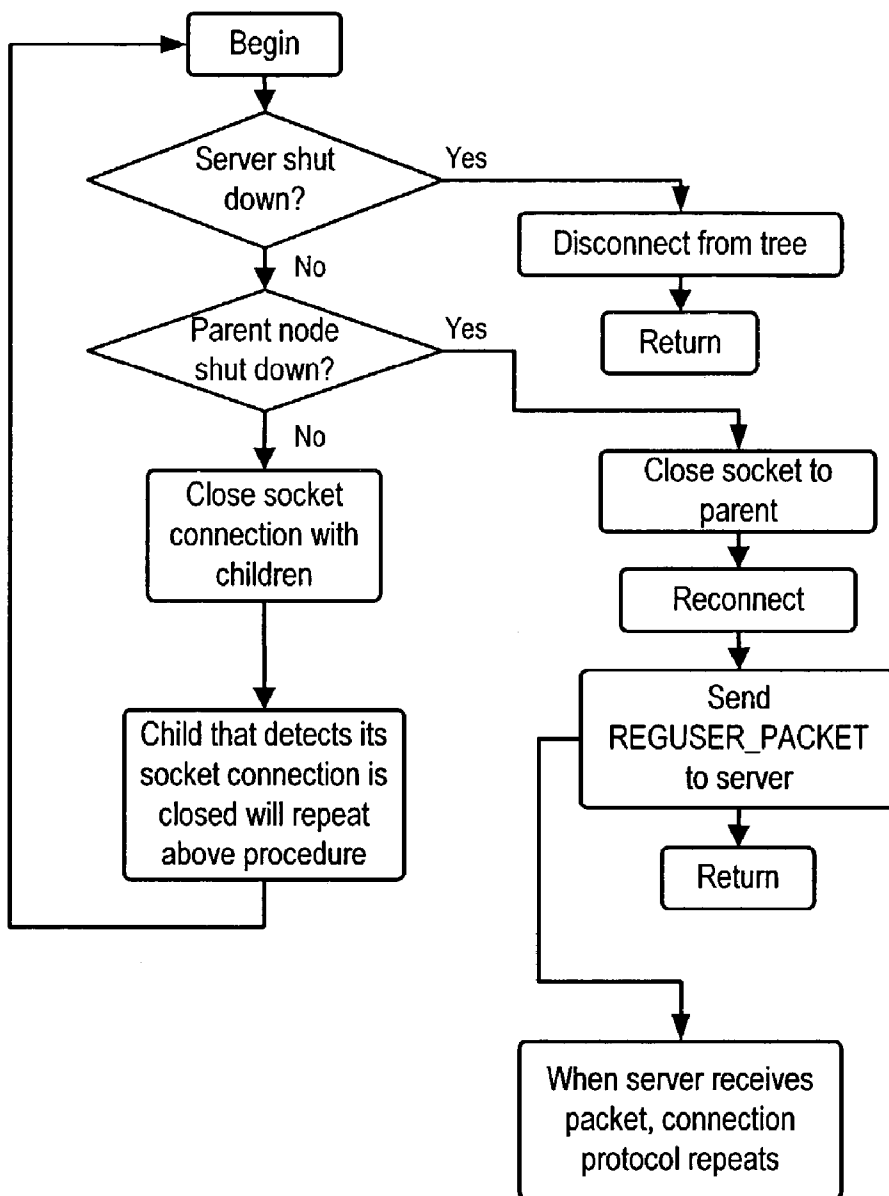 Begin
Server shut
down?
Yes
Disconnect from tree
Return
No
Parent node
shut down?
Yes
No
Close socket
connection with
children
Close socket to
parent
Reconnect
Send
REGUSER_PACKET
to server
Return
Child that detects its
socket connection is
closed will repeat
above procedure
When server receives
packet, connection
protocol repeats